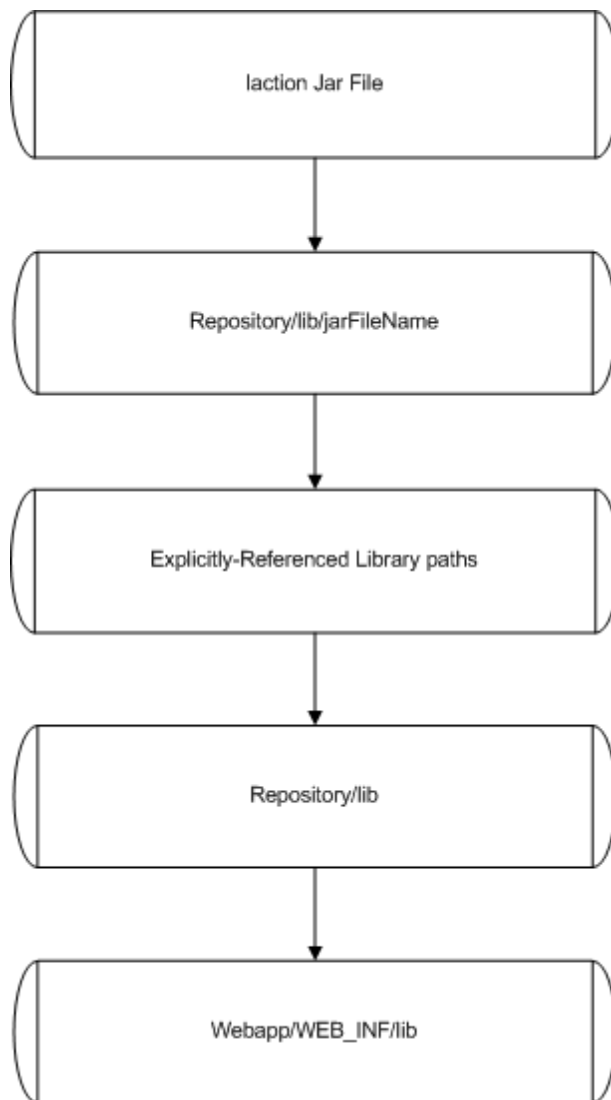 Iaction Jar File
Repository/lib/jarFileName
Explicitly-Referenced Library paths
Repository/lib
Webapp/WEB_INF/lib